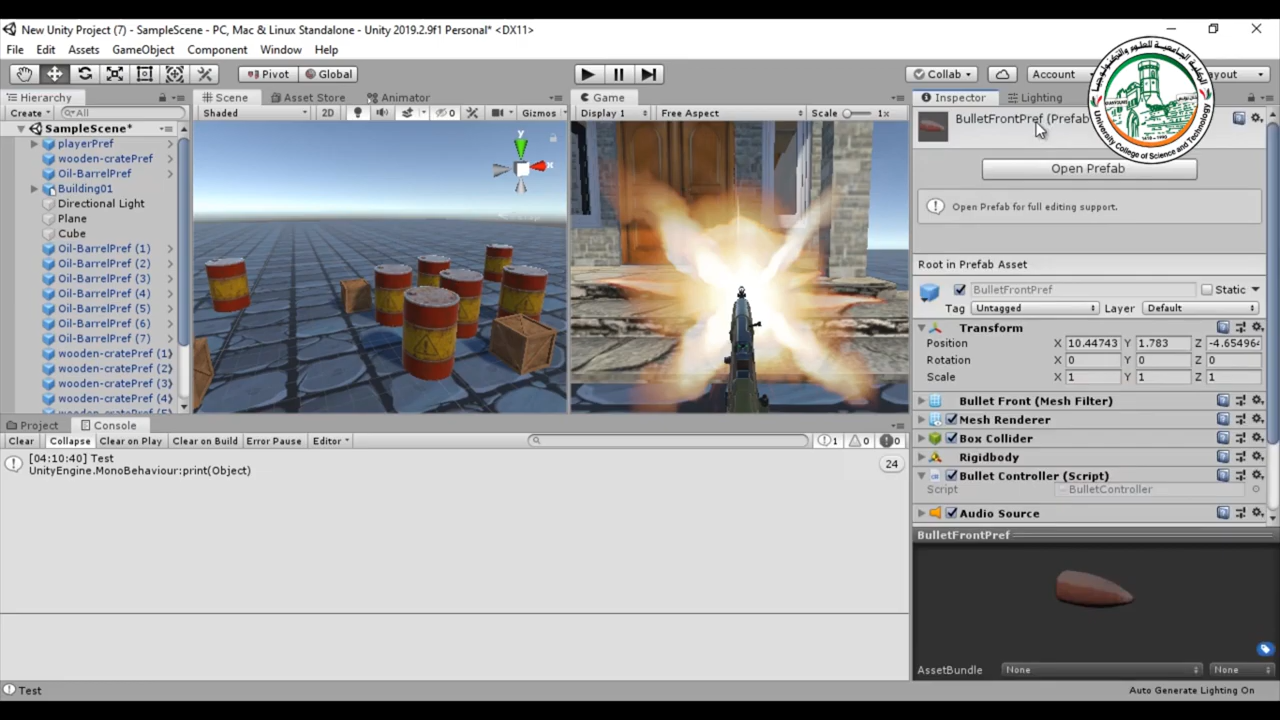 New Unity Project (7) - SampleScene - PC, Mac & Linux Standalone - Unity 2019.2.9f1 Personal* <DX11>
File Edit Assets GameObject Component Window Help
Pivot Global Collab Account
Hierarchy Scene Asset Store Animator Game Inspector Lighting
Create All Shaded 2D 0 Gizmos Display 1 Free Aspect Scale 1x
SampleScene*
playerPref
wooden-cratePref
Oil-BarrelPref
Building01
Directional Light
Plane
Cube
Oil-BarrelPref (1)
Oil-BarrelPref (2)
Oil-BarrelPref (3)
Oil-BarrelPref (4)
Oil-BarrelPref (5)
Oil-BarrelPref (6)
Oil-BarrelPref (7)
wooden-cratePref (1)
wooden-cratePref (2)
wooden-cratePref (3)
wooden-cratePref (4)
y
x
BulletFrontPref (Prefab
Open Prefab
Open Prefab for full editing support.
Root in Prefab Asset
BulletFrontPref Static
Tag Untagged Layer Default
Transform
Position X 10.44743 Y 1.783 Z -4.65496
Rotation X 0 Y 0 Z 0
Scale X 1 Y 1 Z 1
Bullet Front (Mesh Filter)
Mesh Renderer
Box Collider
Rigidbody
Bullet Controller (Script)
Script BulletController
Audio Source
BulletFrontPref
AssetBundle None None
Auto Generate Lighting On
Project Console
Clear Collapse Clear on Play Clear on Build Error Pause Editor 1 0 0
[04:10:40] Test
UnityEngine.MonoBehaviour:print(Object)
24
Test
University College of Science and Technology